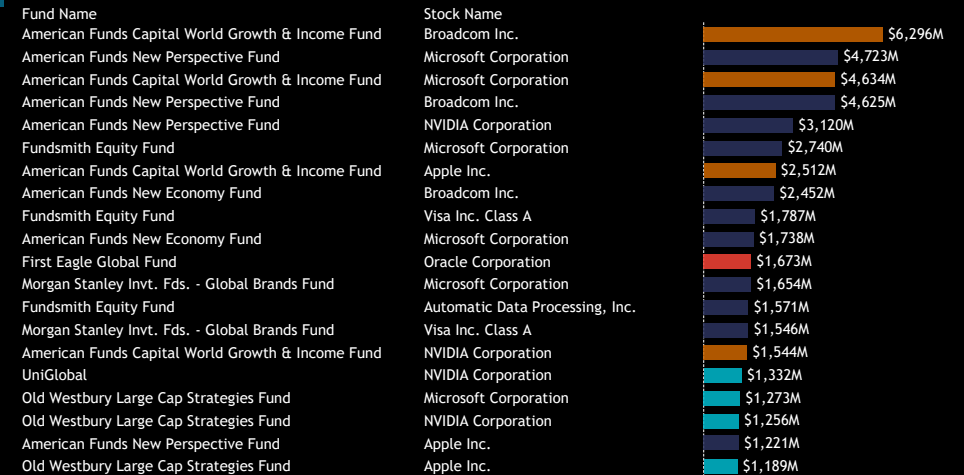 Fund Name Stock Name
American Funds Capital World Growth & Income Fund Broadcom Inc. $6,296M
American Funds New Perspective Fund Microsoft Corporation $4,723M
American Funds Capital World Growth & Income Fund Microsoft Corporation $4,634M
American Funds New Perspective Fund Broadcom Inc. $4,625M
American Funds New Perspective Fund NVIDIA Corporation $3,120M
Fundsmith Equity Fund Microsoft Corporation $2,740M
American Funds Capital World Growth & Income Fund Apple Inc. $2,512M
American Funds New Economy Fund Broadcom Inc. $2,452M
Fundsmith Equity Fund Visa Inc. Class A $1,787M
American Funds New Economy Fund Microsoft Corporation $1,738M
First Eagle Global Fund Oracle Corporation $1,673M
Morgan Stanley Invt. Fds. - Global Brands Fund Microsoft Corporation $1,654M
Fundsmith Equity Fund Automatic Data Processing, Inc. $1,571M
Morgan Stanley Invt. Fds. - Global Brands Fund Visa Inc. Class A $1,546M
American Funds Capital World Growth & Income Fund NVIDIA Corporation $1,544M
UniGlobal NVIDIA Corporation $1,332M
Old Westbury Large Cap Strategies Fund Microsoft Corporation $1,273M
Old Westbury Large Cap Strategies Fund NVIDIA Corporation $1,256M
American Funds New Perspective Fund Apple Inc. $1,221M
Old Westbury Large Cap Strategies Fund Apple Inc. $1,189M